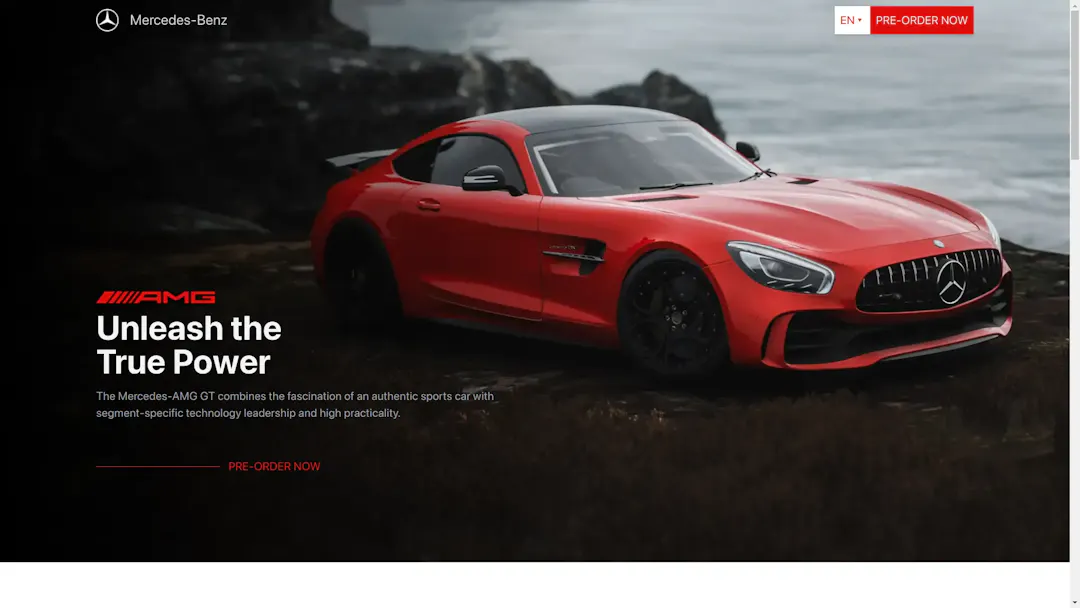 Mercedes-Benz
EN
PRE-ORDER NOW
AMG
Unleash the
True Power
The Mercedes-AMG GT combines the fascination of an authentic sports car with
segment-specific technology leadership and high practicality.
PRE-ORDER NOW